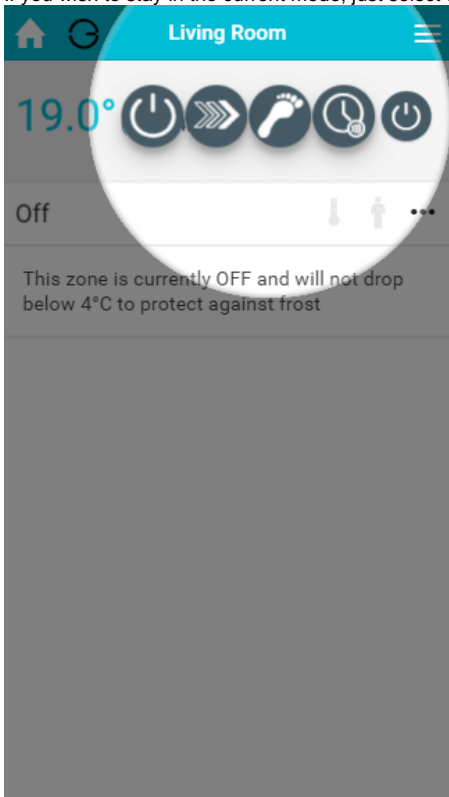 If you wish to stay in the current mode, just select
Living Room
19.0°
Off
This zone is currently OFF and will not drop
below 4°C to protect against frost